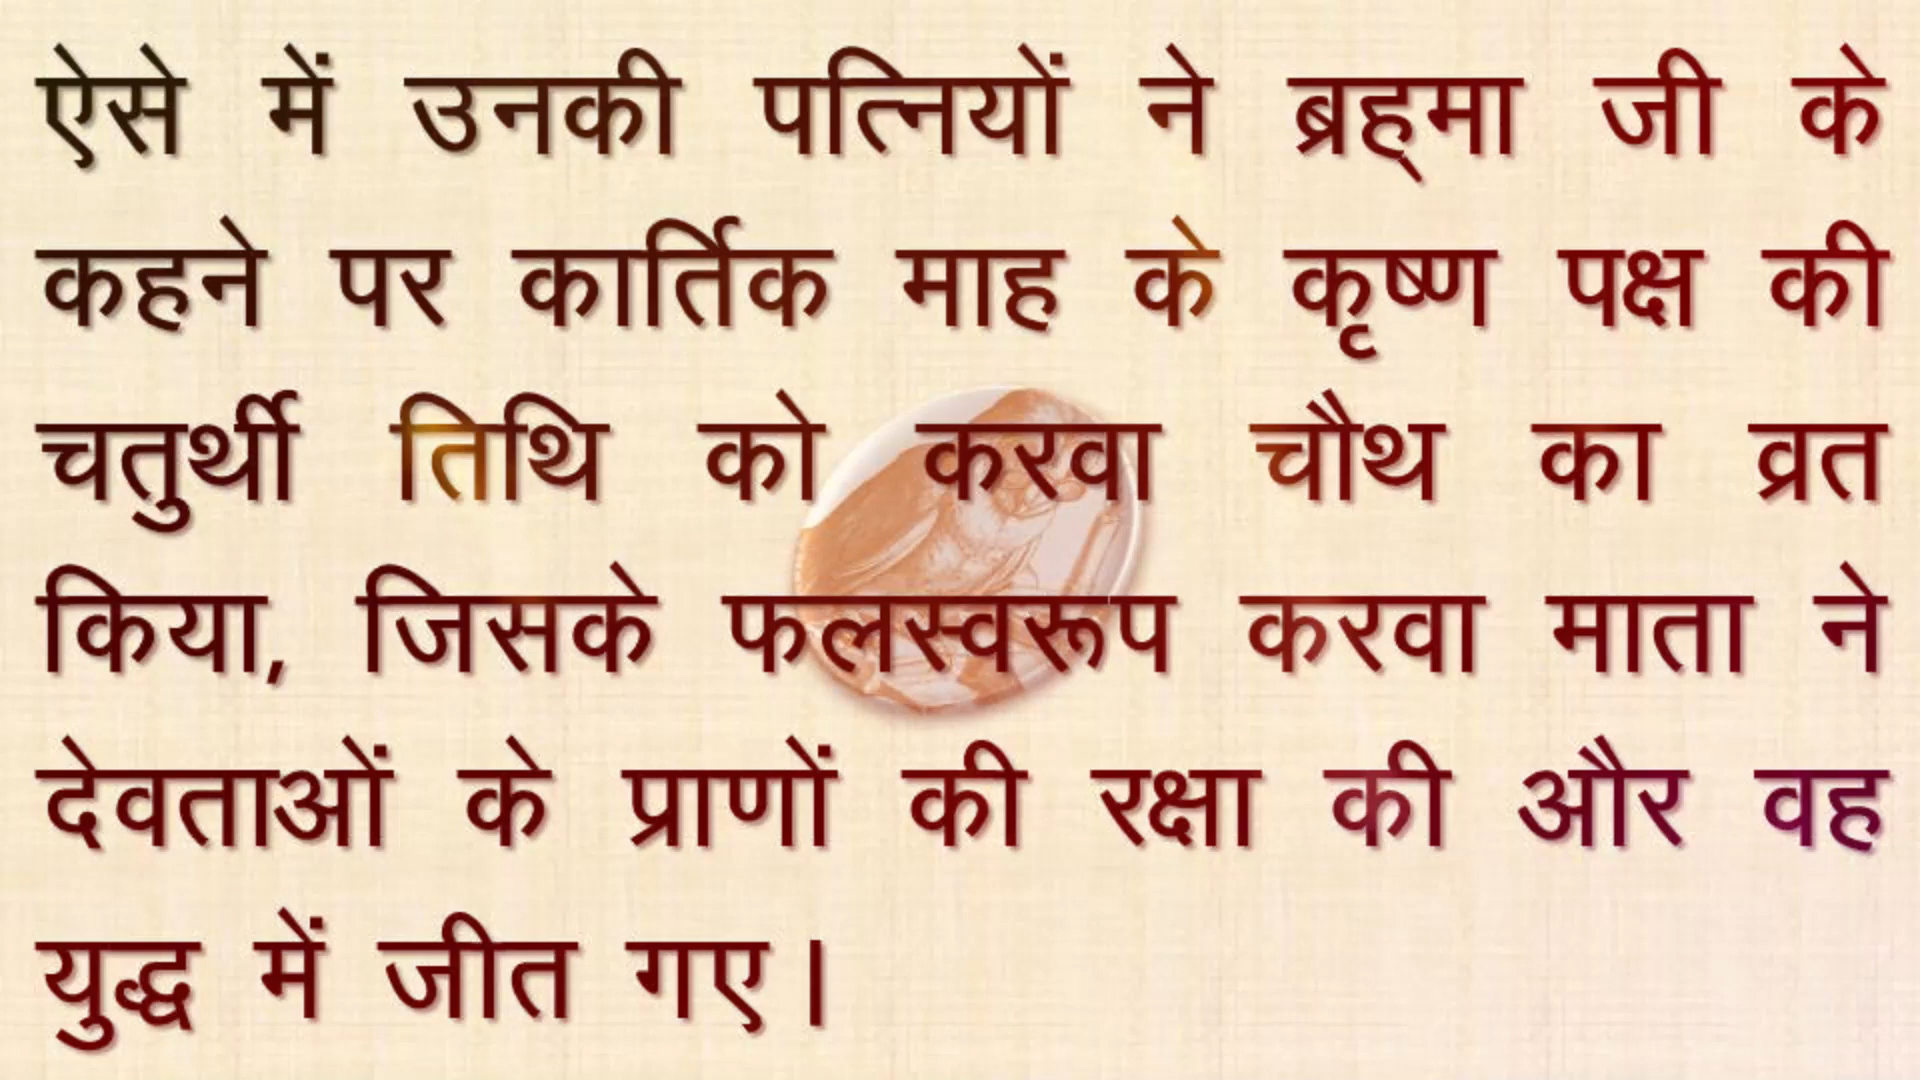 ऐसे में उनकी पत्नियों ने ब्रह्मा जी के
कहने पर कार्तिक माह के कृष्ण पक्ष की
चतुर्थी तिथि को करवा चौथ का व्रत
किया, जिसके फलस्वरूप करवा माता ने
देवताओं के प्राणों की रक्षा की और वह
युद्ध में जीत गए।